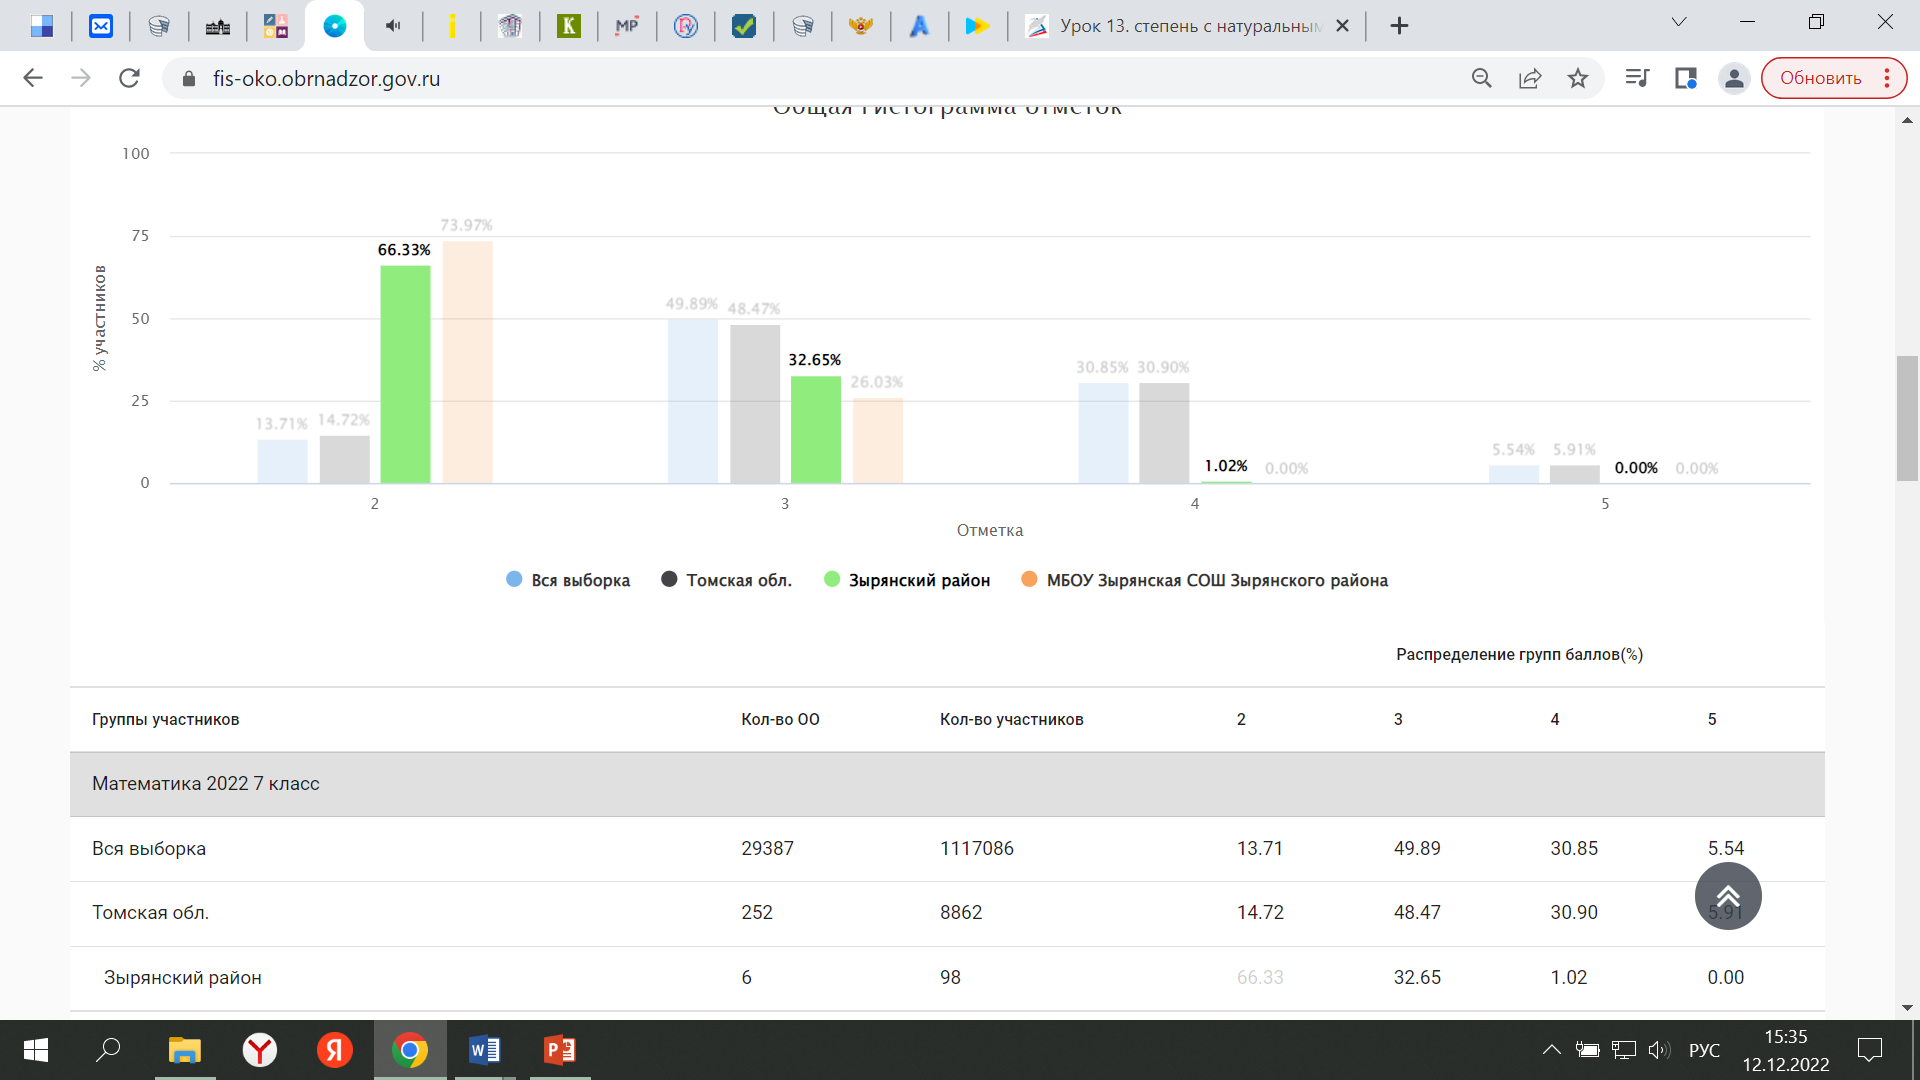 Урок 13. степень с натуральным
fis-oko.obrnadzor.gov.ru
Обновить
Общая гистограмма отметок
% участников
100
75
50
25
0
13.71% 14.72% 66.33% 73.97%
49.89% 48.47% 32.65% 26.03%
30.85% 30.90% 1.02% 0.00%
5.54% 5.91% 0.00% 0.00%
2 3 4 5
Отметка
Вся выборка Томская обл. Зырянский район МБОУ Зырянская СОШ Зырянского района
Распределение групп баллов(%)
Группы участников Кол-во ОО Кол-во участников 2 3 4 5
Математика 2022 7 класс
Вся выборка 29387 1117086 13.71 49.89 30.85 5.54
Томская обл. 252 8862 14.72 48.47 30.90 5.91
Зырянский район 6 98 66.33 32.65 1.02 0.00
РУС
15:35
12.12.2022